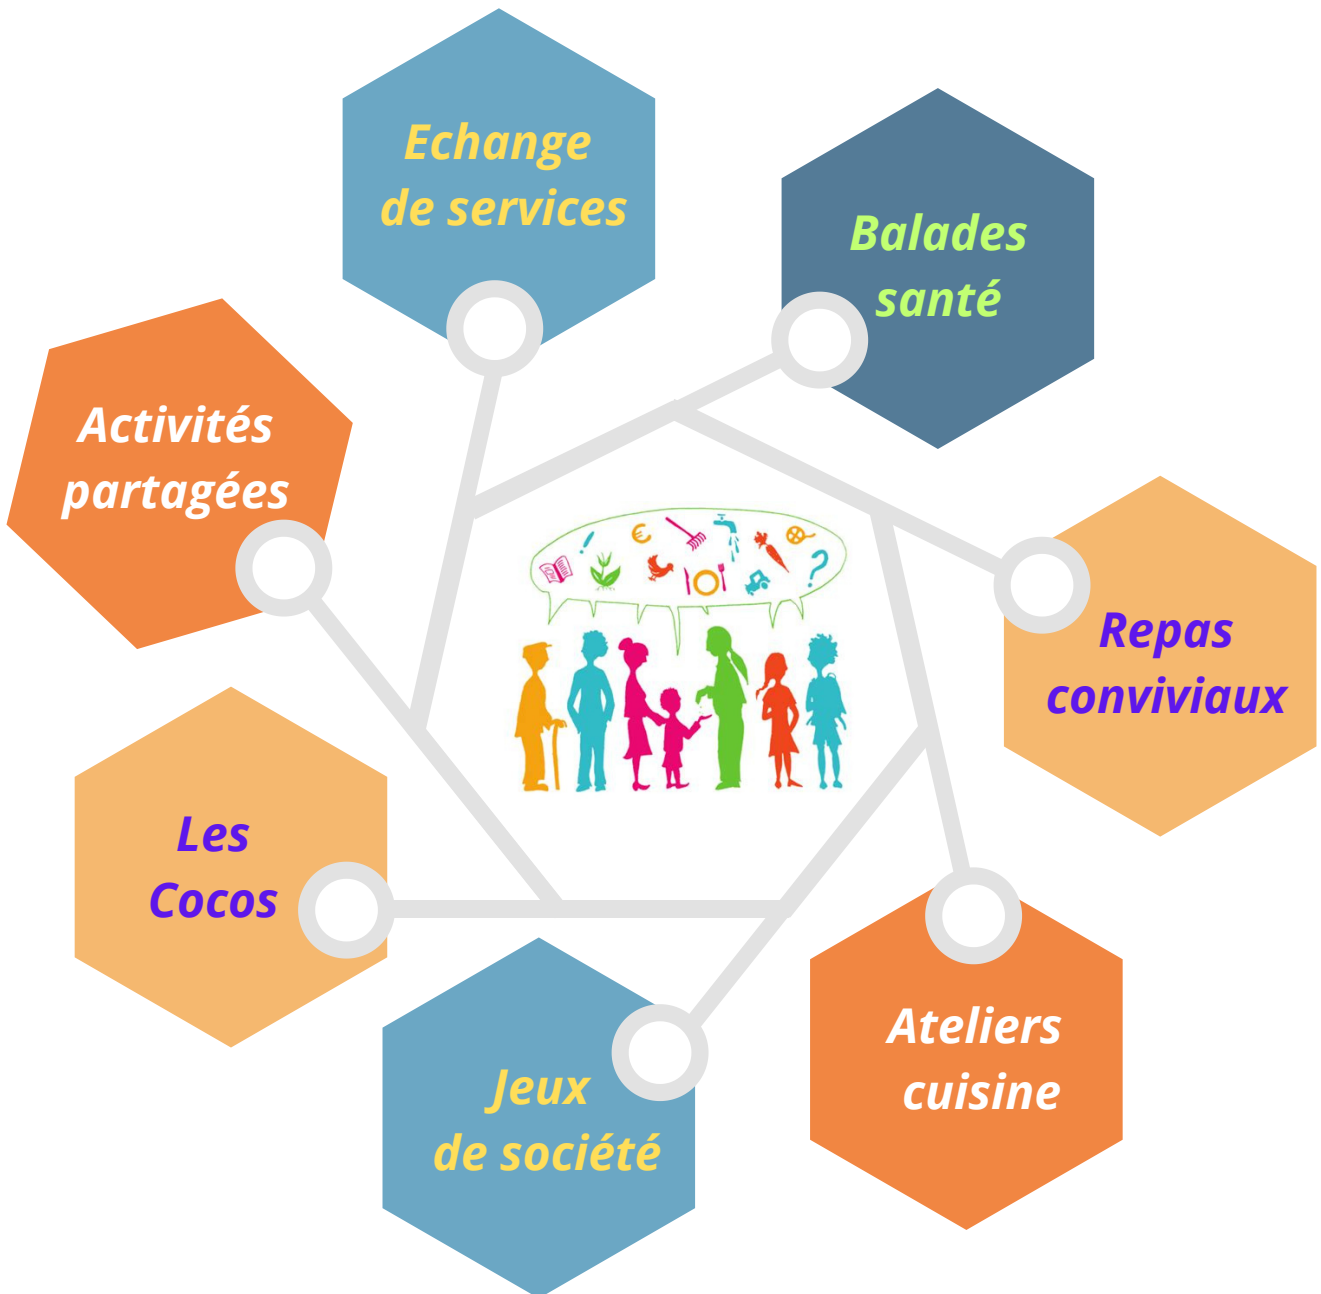 Echange
de services
Balades
santé
Activités
partagées
Repas
conviviaux
Les
Cocos
Ateliers
cuisine
Jeux
de société